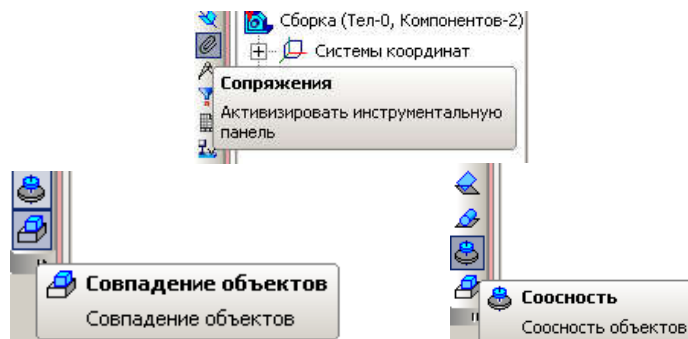 Сборка (Тел-0, Компонентов-2)
Системы координат
Сопряжения
Активизировать инструментальную
панель
Совпадение объектов
Совпадение объектов
Соосность
Соосность объектов